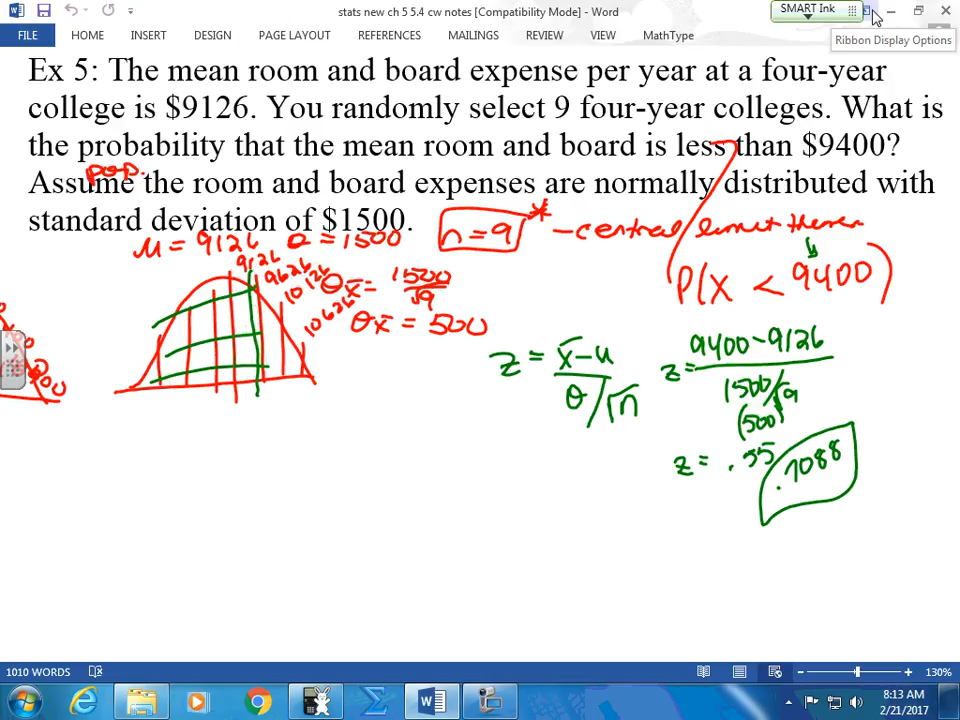 stats new ch 5 5.4 cw notes [Compatibility Mode] - Word
SMART Ink
FILE HOME INSERT DESIGN PAGE LAYOUT REFERENCES MAILINGS REVIEW VIEW MathType
Ribbon Display Options
Ex 5: The mean room and board expense per year at a four-year
college is $9126. You randomly select 9 four-year colleges. What is
the probability that the mean room and board is less than $9400?
pop.
Assume the room and board expenses are normally distributed with
standard deviation of $1500.
n = 9 * - central limit theorem
μ = 9126 σ = 1500
9126
9626
10126
10626
σx̄ = 1500/√9
σx̄ = 500
P(X < 9400)
z = x̄-u / σ/√n
z = 9400-9126 / 1500/√9
(500)
z = .55 .7088
1010 WORDS 130%
8:13 AM
2/21/2017